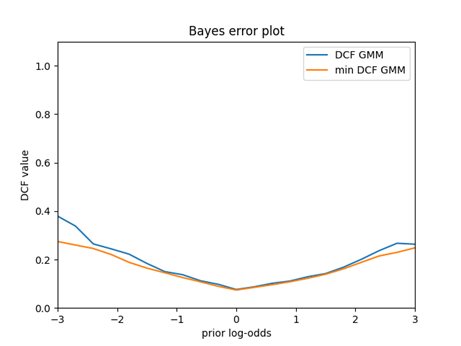 Bayes error plot
DCF GMM
min DCF GMM
DCF value
1.0
0.8
0.6
0.4
0.2
0.0
−3
−2
−1
0
1
2
3
prior log-odds